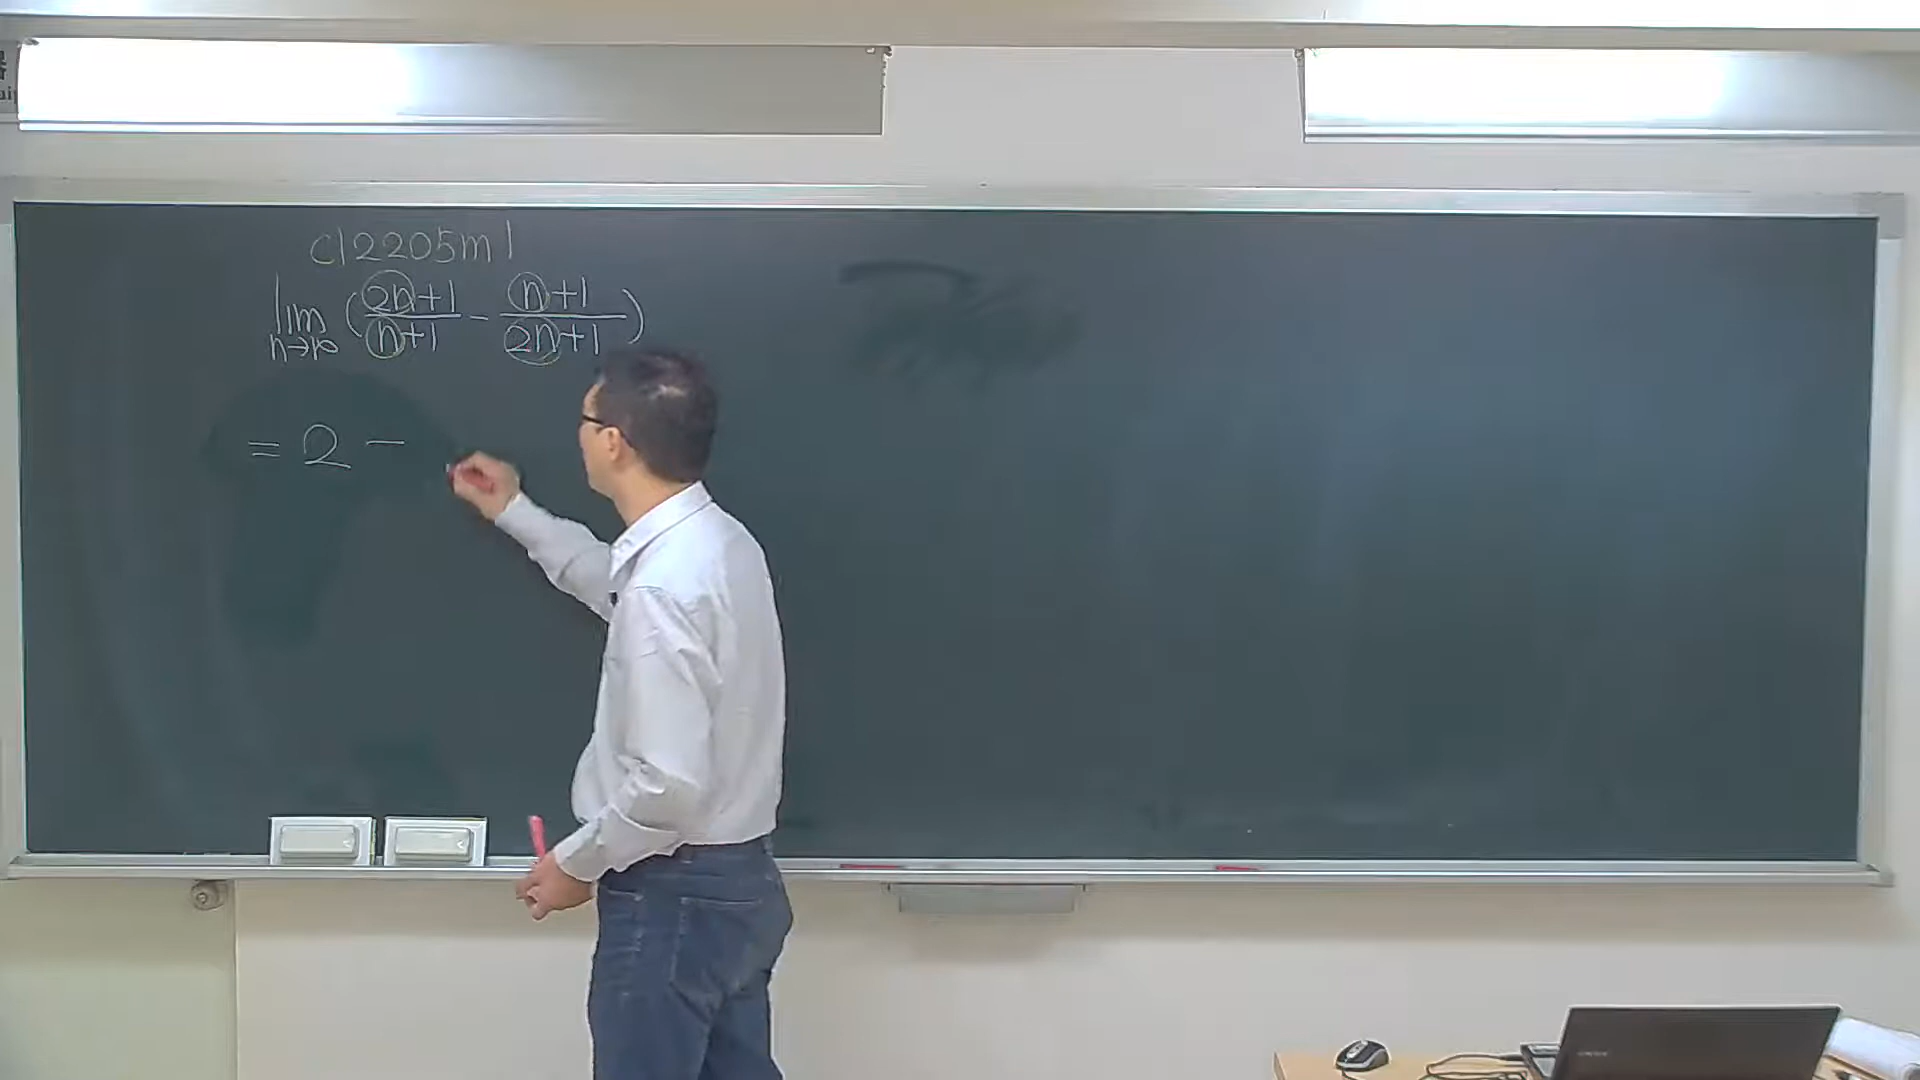 c12205m1
lim n→∞ (2n+1/n+1 - n+1/2n+1)
= 2 -